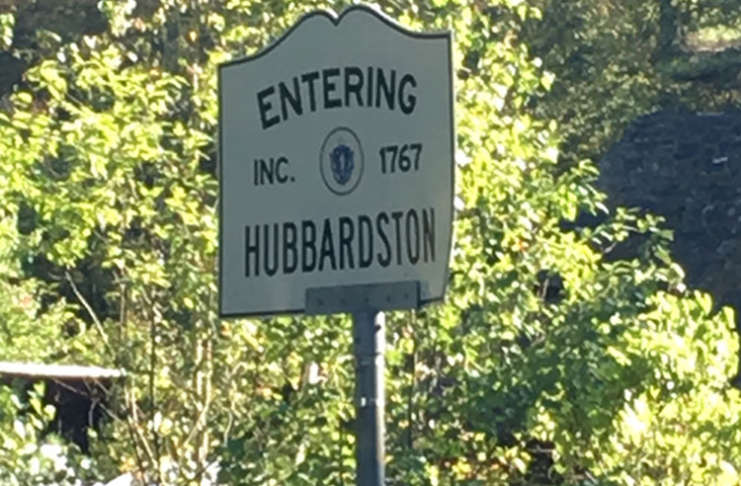 ENTERING
INC. 1767
HUBBARDSTON